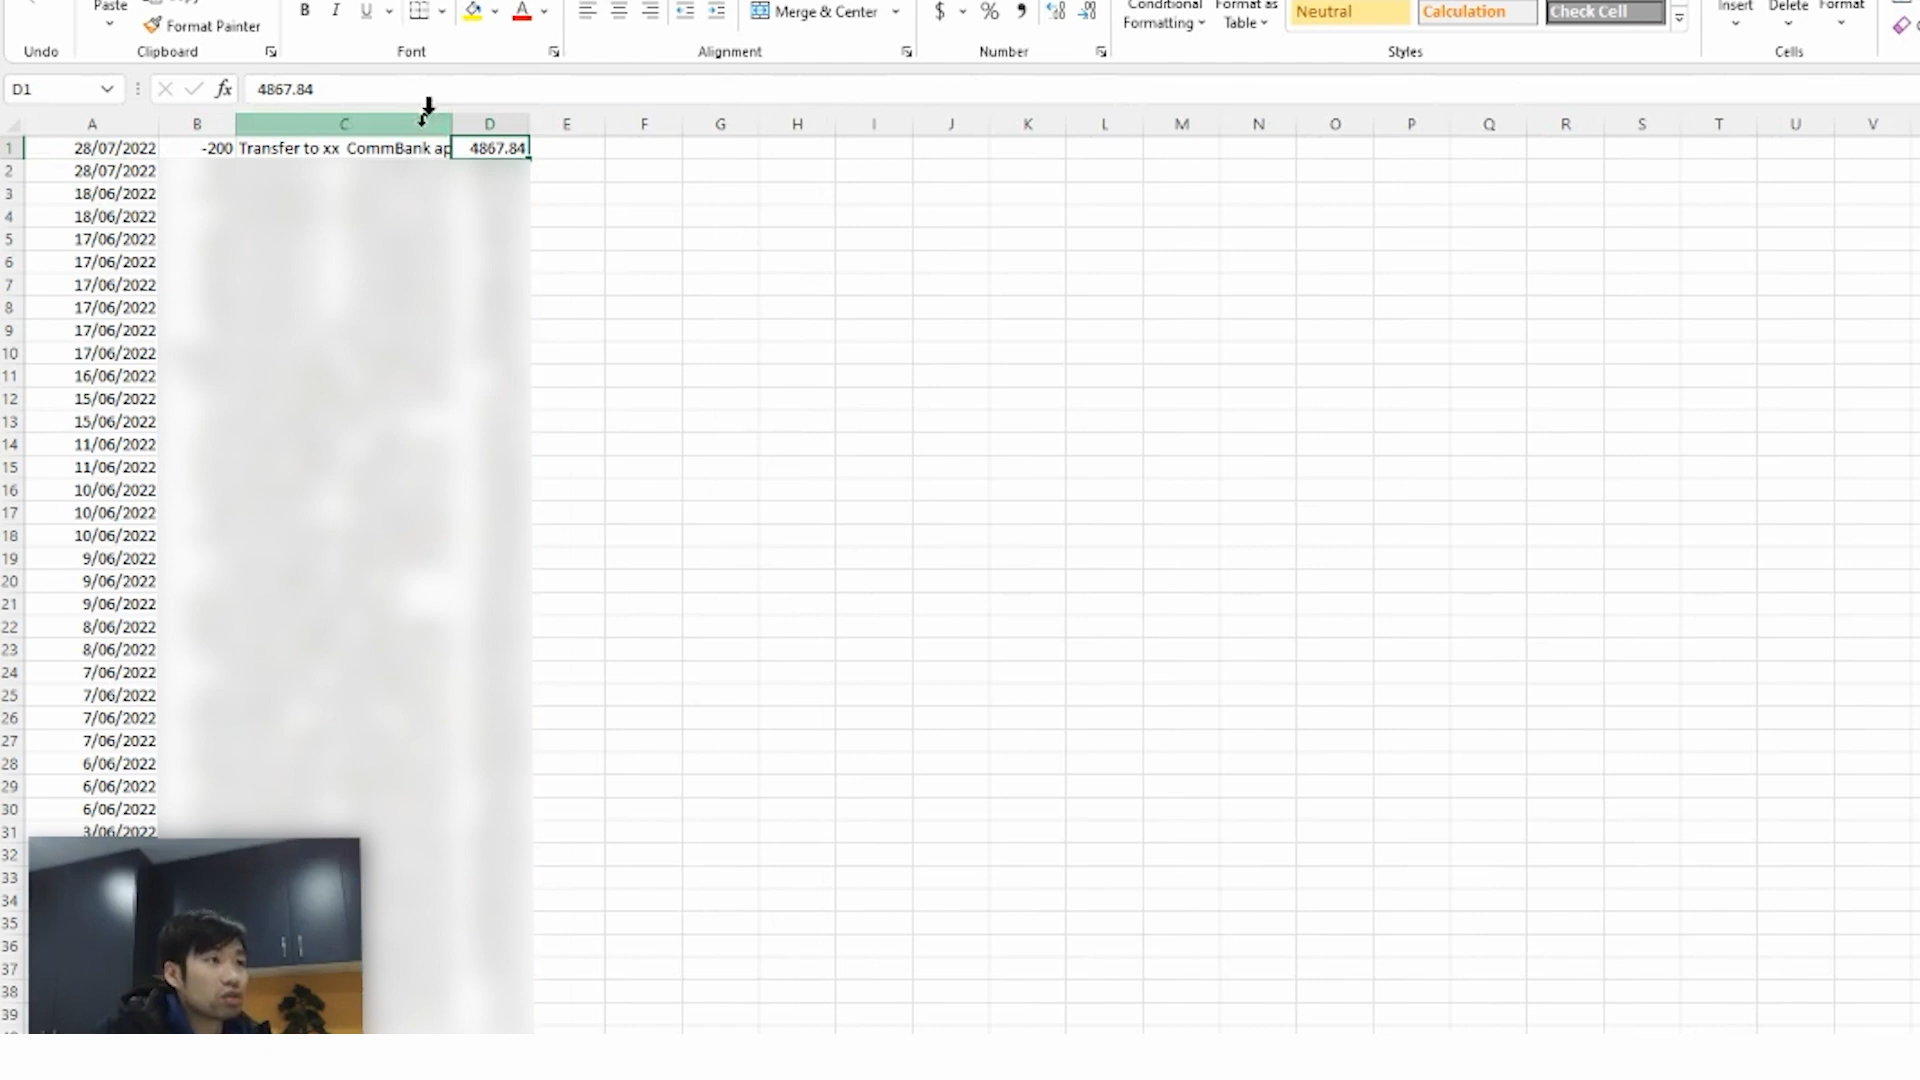 Paste
Format Painter
B I U
A
Merge & Center
$ % 9
Conditional
Formatting
Format as
Table
Neutral
Calculation
Check Cell
Insert
Delete
Format
Undo
Clipboard
Font
Alignment
Number
Styles
Cells
D1
fx
4867.84
A B C D E F G H I J K L M N O P Q R S T U V
1 28/07/2022 -200 Transfer to xx CommBank ap 4867.84
2 28/07/2022
3 18/06/2022
4 18/06/2022
5 17/06/2022
6 17/06/2022
7 17/06/2022
8 17/06/2022
9 17/06/2022
10 17/06/2022
11 16/06/2022
12 15/06/2022
13 15/06/2022
14 11/06/2022
15 11/06/2022
16 10/06/2022
17 10/06/2022
18 10/06/2022
19 9/06/2022
20 9/06/2022
21 9/06/2022
22 8/06/2022
23 8/06/2022
24 7/06/2022
25 7/06/2022
26 7/06/2022
27 7/06/2022
28 6/06/2022
29 6/06/2022
30 6/06/2022
31 3/06/2022
32
33
34
35
36
37
38
39